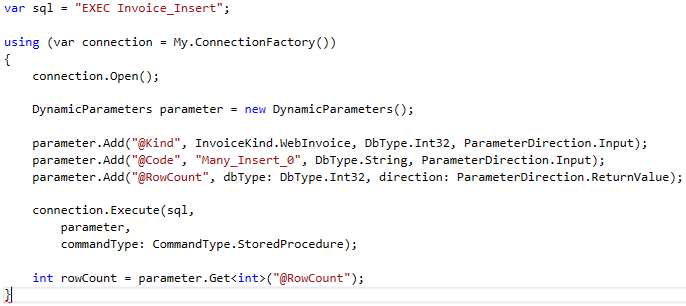 var sql = "EXEC Invoice_Insert";
using (var connection = My.ConnectionFactory())
{
connection.Open();
DynamicParameters parameter = new DynamicParameters();
parameter.Add("@Kind", InvoiceKind.WebInvoice, DbType.Int32, ParameterDirection.Input);
parameter.Add("@Code", "Many_Insert_0", DbType.String, ParameterDirection.Input);
parameter.Add("@RowCount", dbType: DbType.Int32, direction: ParameterDirection.ReturnValue);
connection.Execute(sql,
parameter,
commandType: CommandType.StoredProcedure);
int rowCount = parameter.Get<int>("@RowCount");
}